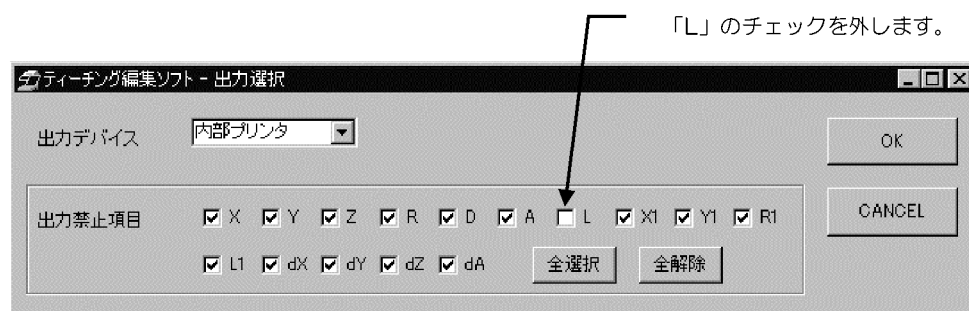 「L」のチェックを外します。
ティーチング編集ソフト - 出力選択
出力デバイス 内部プリンタ OK
出力禁止項目 X Y Z R D A L X1 Y1 R1 CANCEL
L1 dX dY dZ dA 全選択 全解除